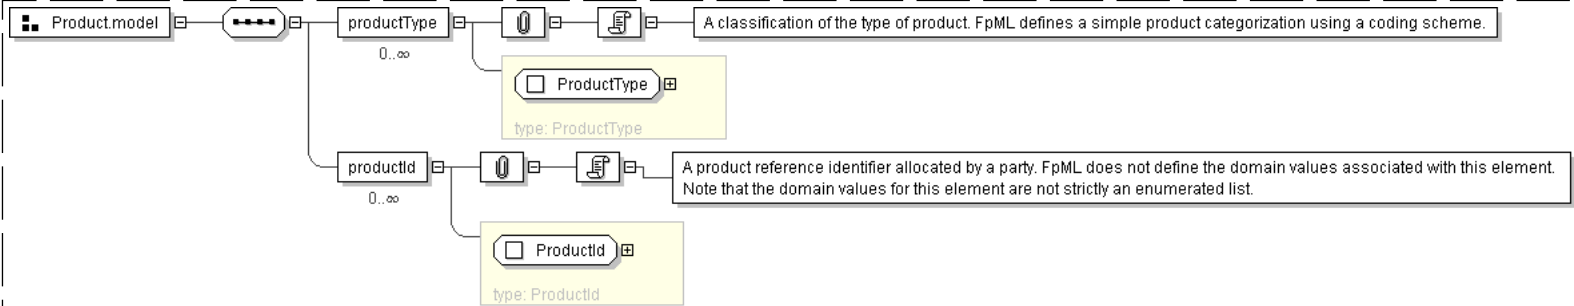 Product.model
productType
A classification of the type of product. FpML defines a simple product categorization using a coding scheme.
0..∞
ProductType
type: ProductType
productId
A product reference identifier allocated by a party. FpML does not define the domain values associated with this element.
Note that the domain values for this element are not strictly an enumerated list.
0..∞
ProductId
type: ProductId